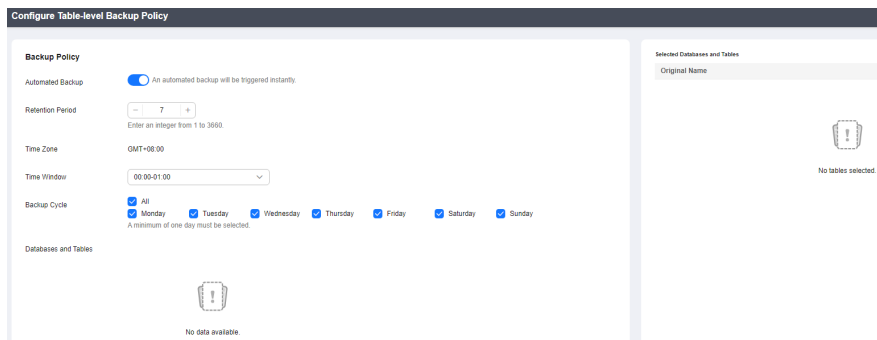 Configure Table-level Backup Policy
Backup Policy
Automated Backup
An automated backup will be triggered instantly.
Retention Period
7
Enter an integer from 1 to 3660.
Time Zone
GMT+08:00
Time Window
00:00-01:00
Backup Cycle
All
Monday Tuesday Wednesday Thursday Friday Saturday Sunday
A minimum of one day must be selected.
Databases and Tables
No data available.
Selected Databases and Tables
Original Name
No tables selected.